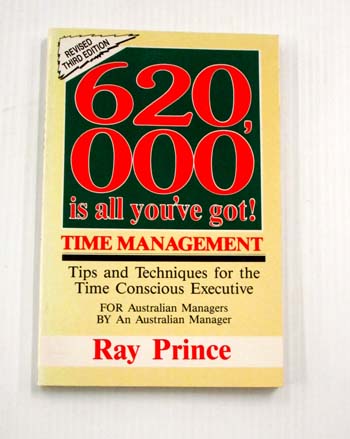 REVISED
THIRD EDITION
620,
000
is all you've got!
TIME MANAGEMENT
Tips and Techniques for the
Time Conscious Executive
FOR Australian Managers
BY An Australian Manager
Ray Prince